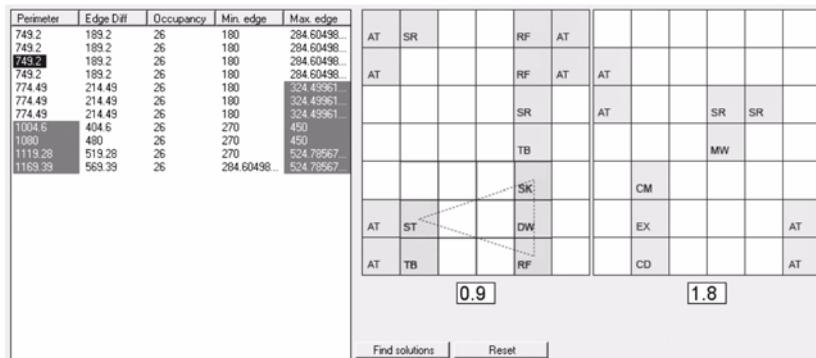 Perimeter Edge Diff Occupancy Min. edge Max. edge
749.2 189.2 26 180 284.60498...
749.2 189.2 26 180 284.60498...
749.2 189.2 26 180 284.60498...
749.2 189.2 26 180 284.60498...
774.49 214.49 26 180 324.49961...
774.49 214.49 26 180 324.49961...
774.49 214.49 26 180 324.49961...
1004.6 404.6 26 270 450
1080 480 26 270 450
1119.28 519.28 26 270 524.78567...
1169.39 569.39 26 284.60498... 524.78567...
AT SR RF AT
AT RF AT AT
SR AT SR SR
TB MW
SK CM
AT ST DW EX AT
AT TB RF CD AT
0.9 1.8
Find solutions Reset